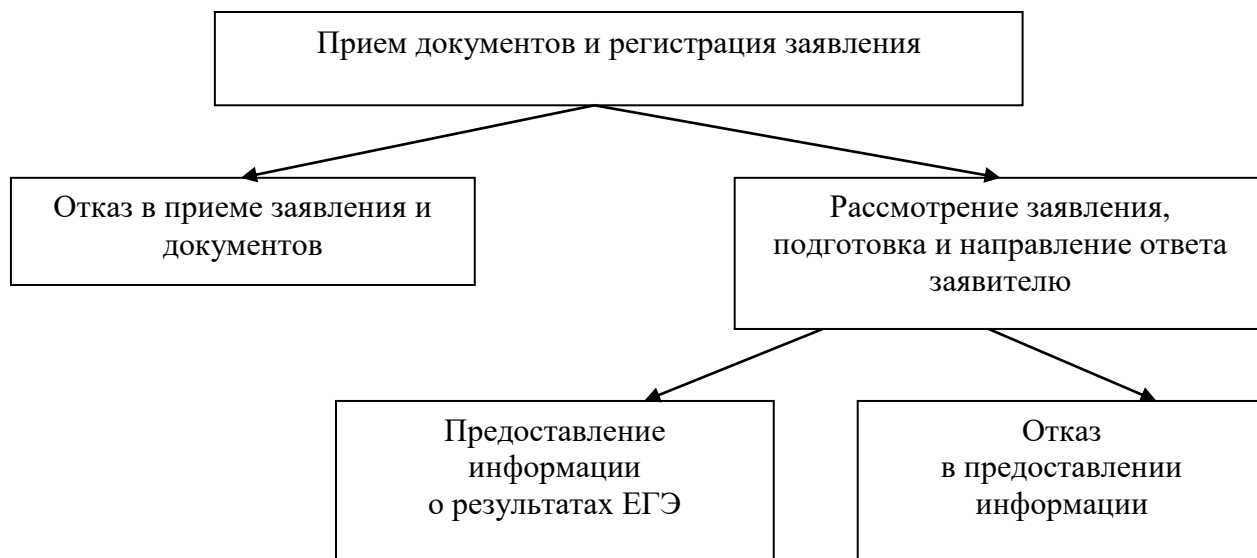 Прием документов и регистрация заявления
Отказ в приеме заявления и
документов
Рассмотрение заявления,
подготовка и направление ответа
заявителю
Предоставление
информации
о результатах ЕГЭ
Отказ
в предоставлении
информации